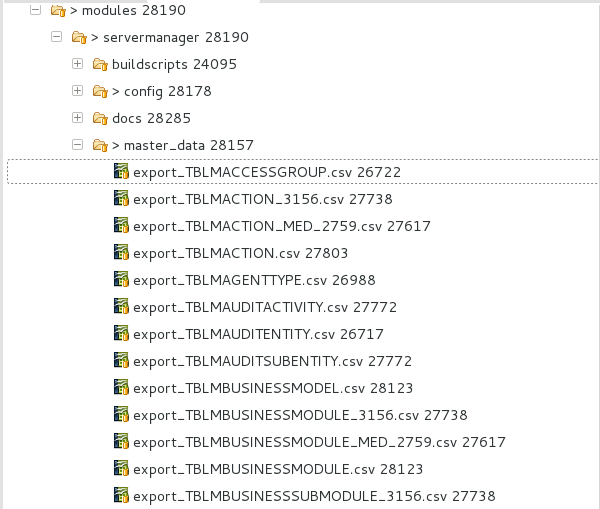 > modules 28190
> servermanager 28190
buildscripts 24095
> config 28178
docs 28285
> master_data 28157
export_TBLMACCESSGROUP.csv 26722
export_TBLMACTION_3156.csv 27738
export_TBLMACTION_MED_2759.csv 27617
export_TBLMACTION.csv 27803
export_TBLMAGENTTYPE.csv 26988
export_TBLMAUDITACTIVITY.csv 27772
export_TBLMAUDITENTITY.csv 26717
export_TBLMAUDITSUBENTITY.csv 27772
export_TBLMBUSINESSMODEL.csv 28123
export_TBLMBUSINESSMODULE_3156.csv 27738
export_TBLMBUSINESSMODULE_MED_2759.csv 27617
export_TBLMBUSINESSMODULE.csv 28123
export_TBLMBUSINESSSUBMODULE_3156.csv 27738